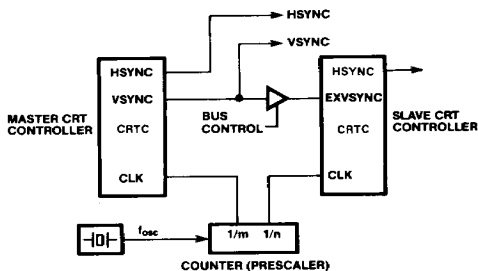 HSYNC
VSYNC
HSYNC
VSYNC
CRTC
CLK
MASTER CRT
CONTROLLER
BUS
CONTROL
HSYNC
EXVSYNC
CRTC
CLK
SLAVE CRT
CONTROLLER
fosc
1/m 1/n
COUNTER (PRESCALER)